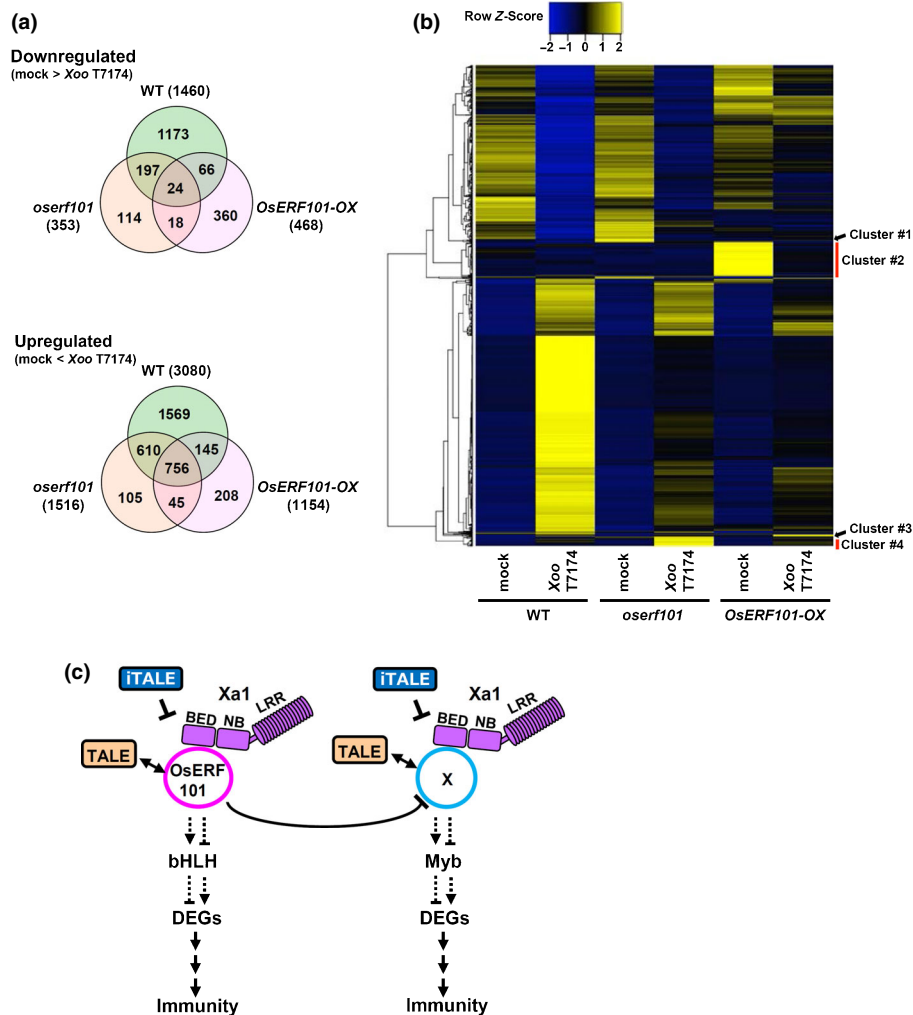 (a)
Downregulated
(mock > Xoo T7174)
WT (1460)
1173
197
66
24
114
18
360
oserf101
(353)
OsERF101-OX
(468)
Upregulated
(mock < Xoo T7174)
WT (3080)
1569
610
145
756
105
45
208
oserf101
(1516)
OsERF101-OX
(1154)
(b)
Row Z-Score
−2 −1 0 1 2
Cluster #1
Cluster #2
Cluster #3
Cluster #4
mock
Xoo
T7174
mock
Xoo
T7174
mock
Xoo
T7174
WT
oserf101
OsERF101-OX
(c)
iTALE
Xa1
BED NB LRR
TALE
OsERF
101
bHLH
DEGs
Immunity
iTALE
Xa1
BED NB LRR
TALE
X
Myb
DEGs
Immunity